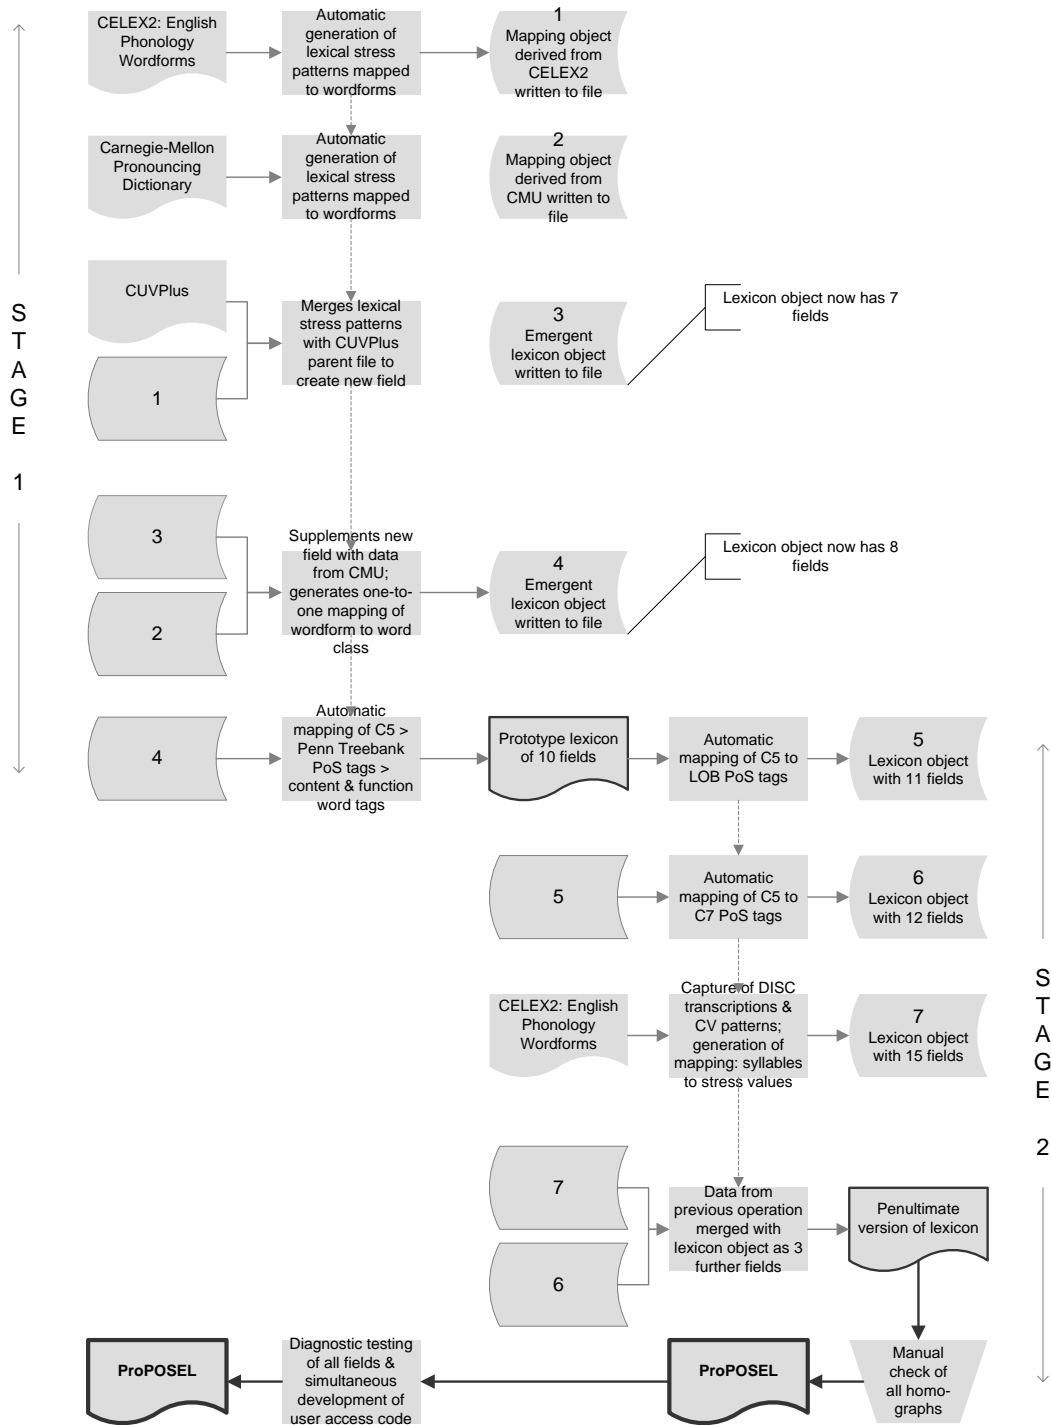 CELEX2: English
Phonology
Wordforms
Automatic
generation of
lexical stress
patterns mapped
to wordforms
1
Mapping object
derived from
CELEX2
written to file
Carnegie-Mellon
Pronouncing
Dictionary
Automatic
generation of
lexical stress
patterns mapped
to wordforms
2
Mapping object
derived from
CMU written to
file
S
T
A
G
E
1
CUVPlus
1
Merges lexical
stress patterns
with CUVPlus
parent file to
create new field
3
Emergent
lexicon object
written to file
Lexicon object now has 7
fields
3
2
Supplements new
field with data
from CMU;
generates one-to-
one mapping of
wordform to word
class
4
Emergent
lexicon object
written to file
Lexicon object now has 8
fields
4
Automatic
mapping of C5 >
Penn Treebank
PoS tags >
content & function
word tags
Prototype lexicon
of 10 fields
Automatic
mapping of C5 to
LOB PoS tags
5
Lexicon object
with 11 fields
5
Automatic
mapping of C5 to
C7 PoS tags
6
Lexicon object
with 12 fields
CELEX2: English
Phonology
Wordforms
Capture of DISC
transcriptions &
CV patterns;
generation of
mapping: syllables
to stress values
7
Lexicon object
with 15 fields
S
T
A
G
E
2
7
6
Data from
previous operation
merged with
lexicon object as 3
further fields
Penultimate
version of lexicon
ProPOSEL
Diagnostic testing
of all fields &
simultaneous
development of
user access code
ProPOSEL
Manual
check of
all homo-
graphs